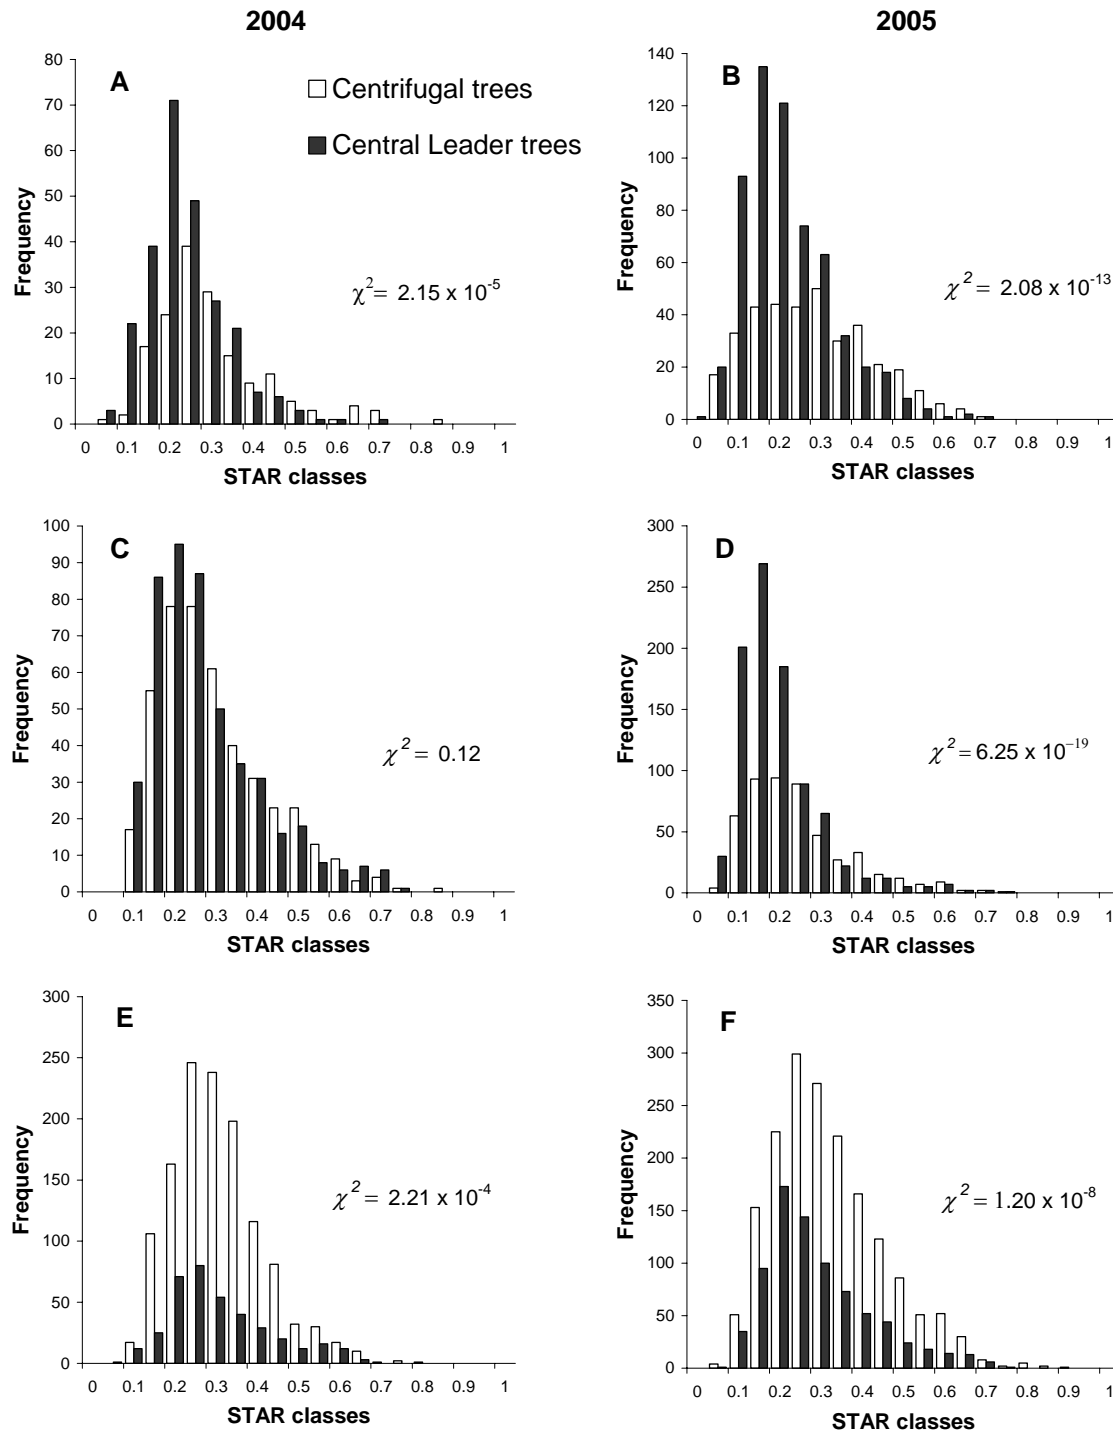 2004
2005
A
Centrifugal trees
Central Leader trees
80
70
60
50
40
30
20
10
0
Frequency
χ² = 2.15 x 10⁻⁵
0 0.1 0.2 0.3 0.4 0.5 0.6 0.7 0.8 0.9 1
STAR classes
B
140
120
100
80
60
40
20
0
Frequency
χ² = 2.08 x 10⁻¹³
0 0.1 0.2 0.3 0.4 0.5 0.6 0.7 0.8 0.9 1
STAR classes
C
100
90
80
70
60
50
40
30
20
10
0
Frequency
χ² = 0.12
0 0.1 0.2 0.3 0.4 0.5 0.6 0.7 0.8 0.9 1
STAR classes
D
300
250
200
150
100
50
0
Frequency
χ² = 6.25 x 10⁻¹⁹
0 0.1 0.2 0.3 0.4 0.5 0.6 0.7 0.8 0.9 1
STAR classes
E
300
250
200
150
100
50
0
Frequency
χ² = 2.21 x 10⁻⁴
0 0.1 0.2 0.3 0.4 0.5 0.6 0.7 0.8 0.9 1
STAR classes
F
350
300
250
200
150
100
50
0
Frequency
χ² = 1.20 x 10⁻⁸
0 0.1 0.2 0.3 0.4 0.5 0.6 0.7 0.8 0.9 1
STAR classes